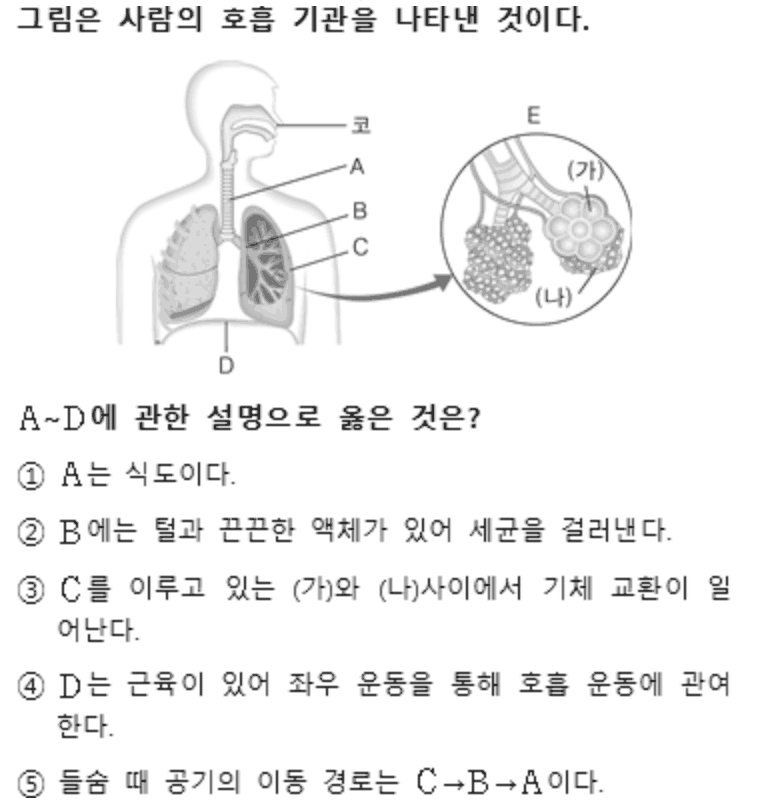 그림은 사람의 호흡 기관을 나타낸 것이다.
코
E
(가)
A
B
C
(나)
D
A~D에 관한 설명으로 옳은 것은?
① A는 식도이다.
② B에는 털과 끈끈한 액체가 있어 세균을 걸러낸다.
③ C를 이루고 있는 (가)와 (나)사이에서 기체 교환이 일
어난다.
④ D는 근육이 있어 좌우 운동을 통해 호흡 운동에 관여
한다.
⑤ 들숨 때 공기의 이동 경로는 C→B→A이다.